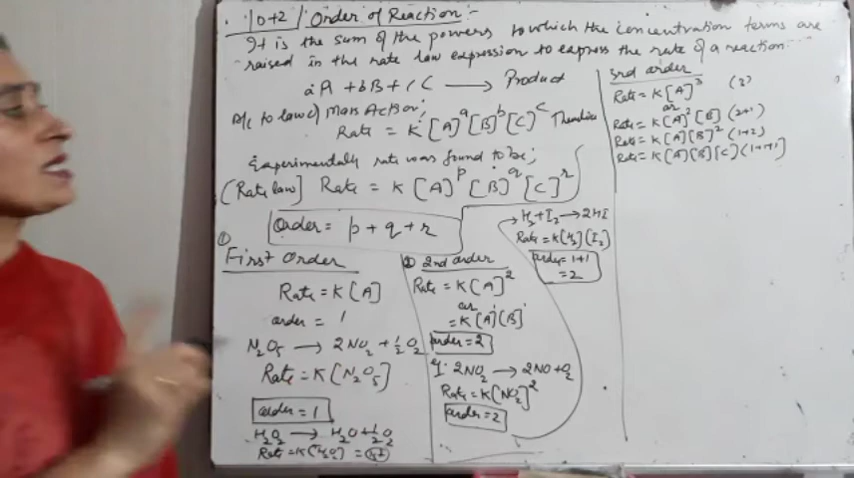 10+2 / Order of Reaction:-
It is the sum of the powers to which the concentration terms are
raised in the rate law expression to express the rate of a reaction.
aA + bB + cC → Product
A/c to law of Mass Action;
Rate = K [A]^a [B]^b [C]^c
Experimentally rate was found to be;
(Rate law) Rate = K [A]^p [B]^q [C]^r
Order = p + q + r
①
First Order
Rate = K [A]
order = 1
N₂O₅ → 2NO₂ + ½ O₂
Rate = K [N₂O₅]
order = 1
H₂O₂ → H₂O + ½ O₂
Rate = K [H₂O₂]
② 2nd order
Rate = K [A]²
or
= K [A]¹ [B]¹
order = 2
2NO₂ → 2NO + O₂
Rate = K [NO₂]²
order = 2
H₂ + I₂ → 2HI
Rate = K [H₂] [I₂]
order = 1+1
= 2
3rd order
Rate = K [A]³ (3)
or
Rate = K [A]² [B] (2+1)
Rate = K [A] [B]² (1+2)
Rate = K [A] [B] [C] (1+1+1)